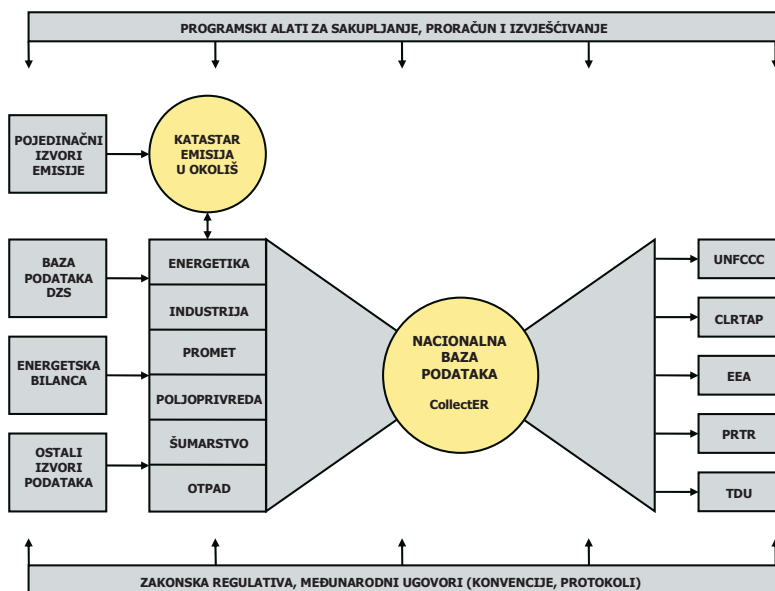 PROGRAMSKI ALATI ZA SAKUPLJANJE, PRORAČUN I IZVJEŠĆIVANJE
POJEDINAČNI
IZVORI
EMISIJE
KATASTAR
EMISIJA
U OKOLIŠ
BAZA
PODATAKA
DZS
ENERGETSKA
BILANCA
OSTALI
IZVORI
PODATAKA
ENERGETIKA
INDUSTRIJA
PROMET
POLJOPRIVREDA
ŠUMARSTVO
OTPAD
NACIONALNA
BAZA
PODATAKA
CollectER
UNFCCC
CLRTAP
EEA
PRTR
TDU
ZAKONSKA REGULATIVA, MEĐUNARODNI UGOVORI (KONVENCIJE, PROTOKOLI)